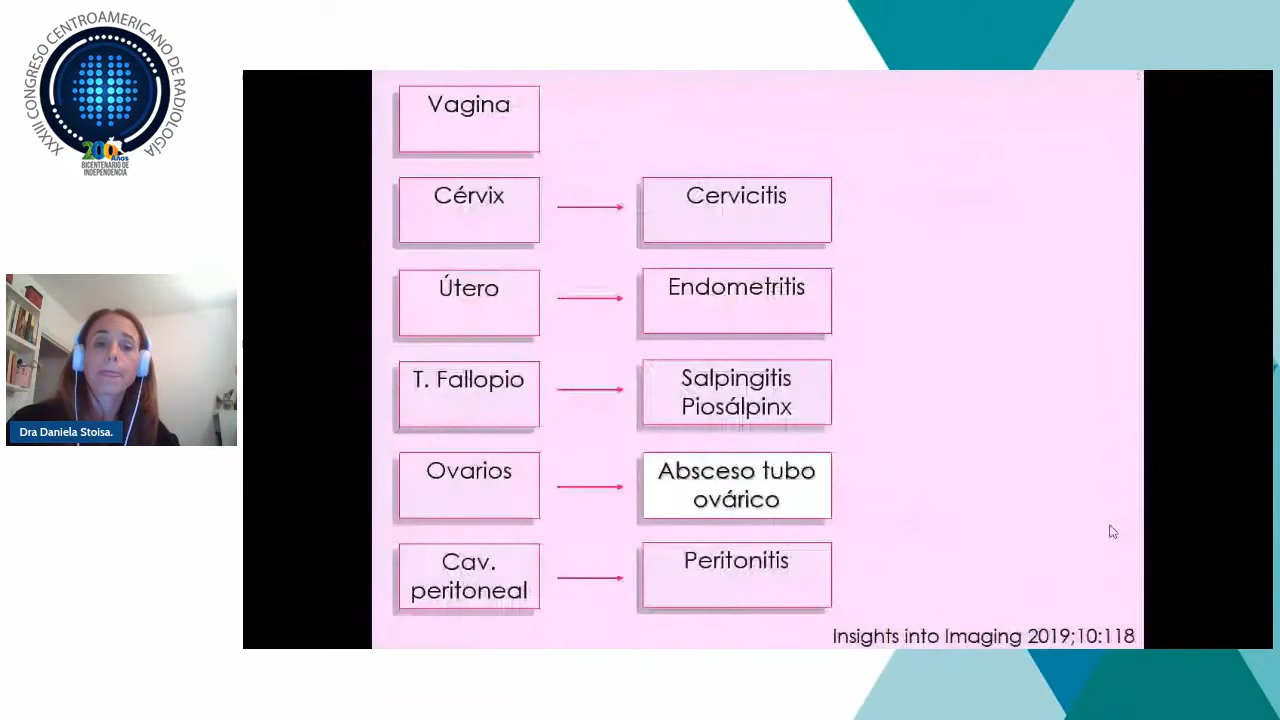 XXXIII CONGRESO CENTROAMERICANO DE RADIOLOGÍA
200 Años
BICENTENARIO DE
INDEPENDENCIA
Dra Daniela Stoisa.
Vagina
Cérvix
Cervicitis
Útero
Endometritis
T. Fallopio
Salpingitis
Piosálpinx
Ovarios
Absceso tubo
ovárico
Cav.
peritoneal
Peritonitis
Insights into Imaging 2019;10:118